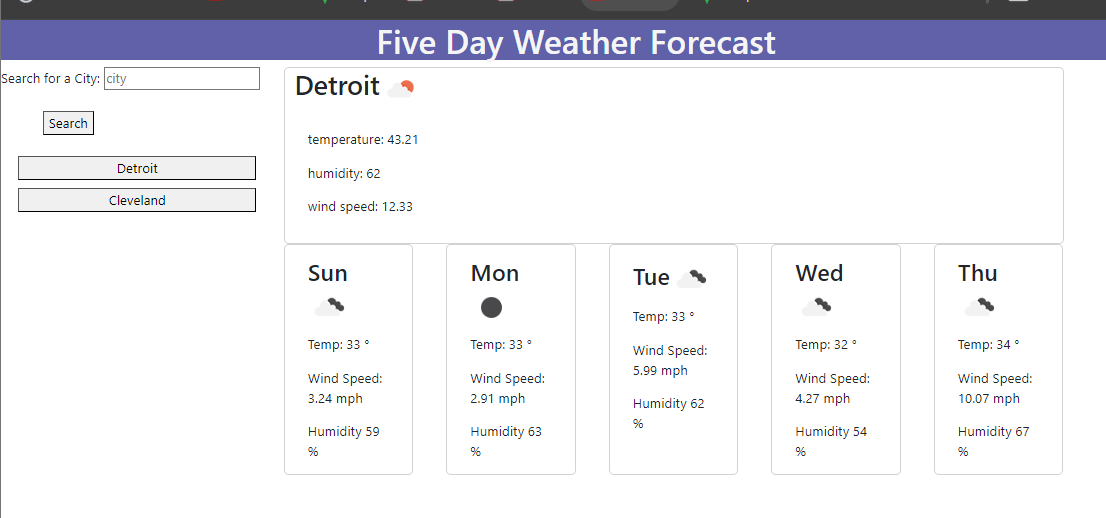 Five Day Weather Forecast
Search for a City: city
Search
Detroit
Cleveland
Detroit
temperature: 43.21
humidity: 62
wind speed: 12.33
Sun
Temp: 33 °
Wind Speed:
3.24 mph
Humidity 59
%
Mon
Temp: 33 °
Wind Speed:
2.91 mph
Humidity 63
%
Tue
Temp: 33 °
Wind Speed:
5.99 mph
Humidity 62
%
Wed
Temp: 32 °
Wind Speed:
4.27 mph
Humidity 54
%
Thu
Temp: 34 °
Wind Speed:
10.07 mph
Humidity 67
%